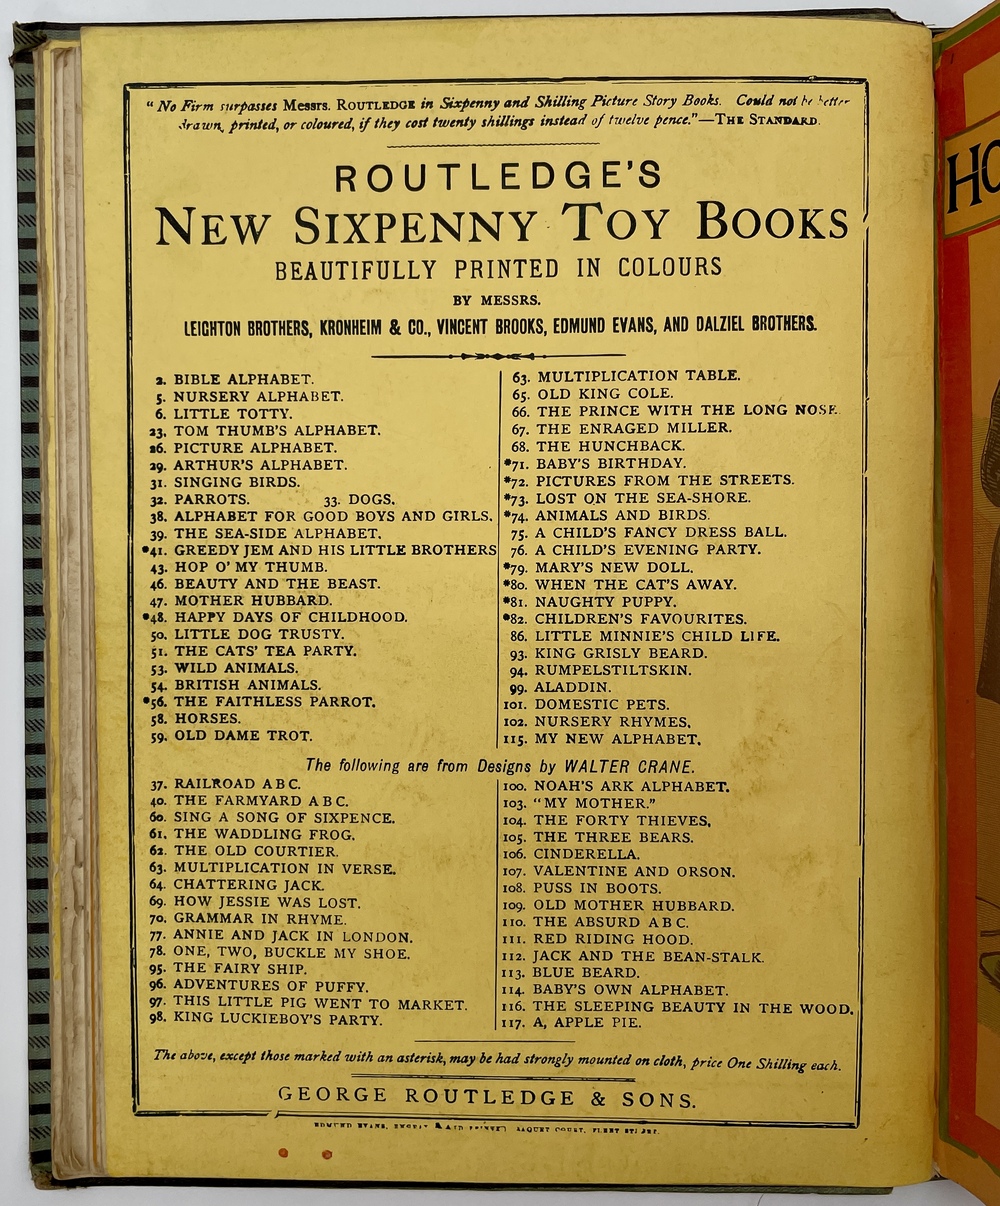 "No Firm surpasses Messrs. ROUTLEDGE in Sixpenny and Shilling Picture Story Books. Could not be better
drawn, printed, or coloured, if they cost twenty shillings instead of twelve pence."—THE STANDARD.
ROUTLEDGE'S
NEW SIXPENNY TOY BOOKS
BEAUTIFULLY PRINTED IN COLOURS
BY MESSRS.
LEIGHTON BROTHERS, KRONHEIM & CO., VINCENT BROOKS, EDMUND EVANS, AND DALZIEL BROTHERS.
2. BIBLE ALPHABET.
5. NURSERY ALPHABET.
6. LITTLE TOTTY.
23. TOM THUMB'S ALPHABET.
26. PICTURE ALPHABET.
29. ARTHUR'S ALPHABET.
31. SINGING BIRDS.
32. PARROTS. 33. DOGS.
38. ALPHABET FOR GOOD BOYS AND GIRLS.
39. THE SEA-SIDE ALPHABET.
*41. GREEDY JEM AND HIS LITTLE BROTHERS
43. HOP O' MY THUMB.
46. BEAUTY AND THE BEAST.
47. MOTHER HUBBARD.
*48. HAPPY DAYS OF CHILDHOOD.
50. LITTLE DOG TRUSTY.
51. THE CATS' TEA PARTY.
53. WILD ANIMALS.
54. BRITISH ANIMALS.
*56. THE FAITHLESS PARROT.
58. HORSES.
59. OLD DAME TROT.
63. MULTIPLICATION TABLE.
65. OLD KING COLE.
66. THE PRINCE WITH THE LONG NOSE.
67. THE ENRAGED MILLER.
68. THE HUNCHBACK.
*71. BABY'S BIRTHDAY.
*72. PICTURES FROM THE STREETS.
*73. LOST ON THE SEA-SHORE.
*74. ANIMALS AND BIRDS.
75. A CHILD'S FANCY DRESS BALL.
76. A CHILD'S EVENING PARTY.
*79. MARY'S NEW DOLL.
*80. WHEN THE CAT'S AWAY.
*81. NAUGHTY PUPPY.
*82. CHILDREN'S FAVOURITES.
86. LITTLE MINNIE'S CHILD LIFE.
93. KING GRISLY BEARD.
94. RUMPELSTILTSKIN.
99. ALADDIN.
101. DOMESTIC PETS.
102. NURSERY RHYMES.
115. MY NEW ALPHABET.
The following are from Designs by WALTER CRANE.
37. RAILROAD A B C.
40. THE FARMYARD A B C.
60. SING A SONG OF SIXPENCE.
61. THE WADDLING FROG.
62. THE OLD COURTIER.
63. MULTIPLICATION IN VERSE.
64. CHATTERING JACK.
69. HOW JESSIE WAS LOST.
70. GRAMMAR IN RHYME.
77. ANNIE AND JACK IN LONDON.
78. ONE, TWO, BUCKLE MY SHOE.
95. THE FAIRY SHIP.
96. ADVENTURES OF PUFFY.
97. THIS LITTLE PIG WENT TO MARKET.
98. KING LUCKIEBOY'S PARTY.
100. NOAH'S ARK ALPHABET.
103. "MY MOTHER."
104. THE FORTY THIEVES.
105. THE THREE BEARS.
106. CINDERELLA.
107. VALENTINE AND ORSON.
108. PUSS IN BOOTS.
109. OLD MOTHER HUBBARD.
110. THE ABSURD A B C.
111. RED RIDING HOOD.
112. JACK AND THE BEAN-STALK.
113. BLUE BEARD.
114. BABY'S OWN ALPHABET.
116. THE SLEEPING BEAUTY IN THE WOOD.
117. A, APPLE PIE.
The above, except those marked with an asterisk, may be had strongly mounted on cloth, price One Shilling each.
GEORGE ROUTLEDGE & SONS.
EDMUND EVANS, RAQUET COURT, FLEET
HO